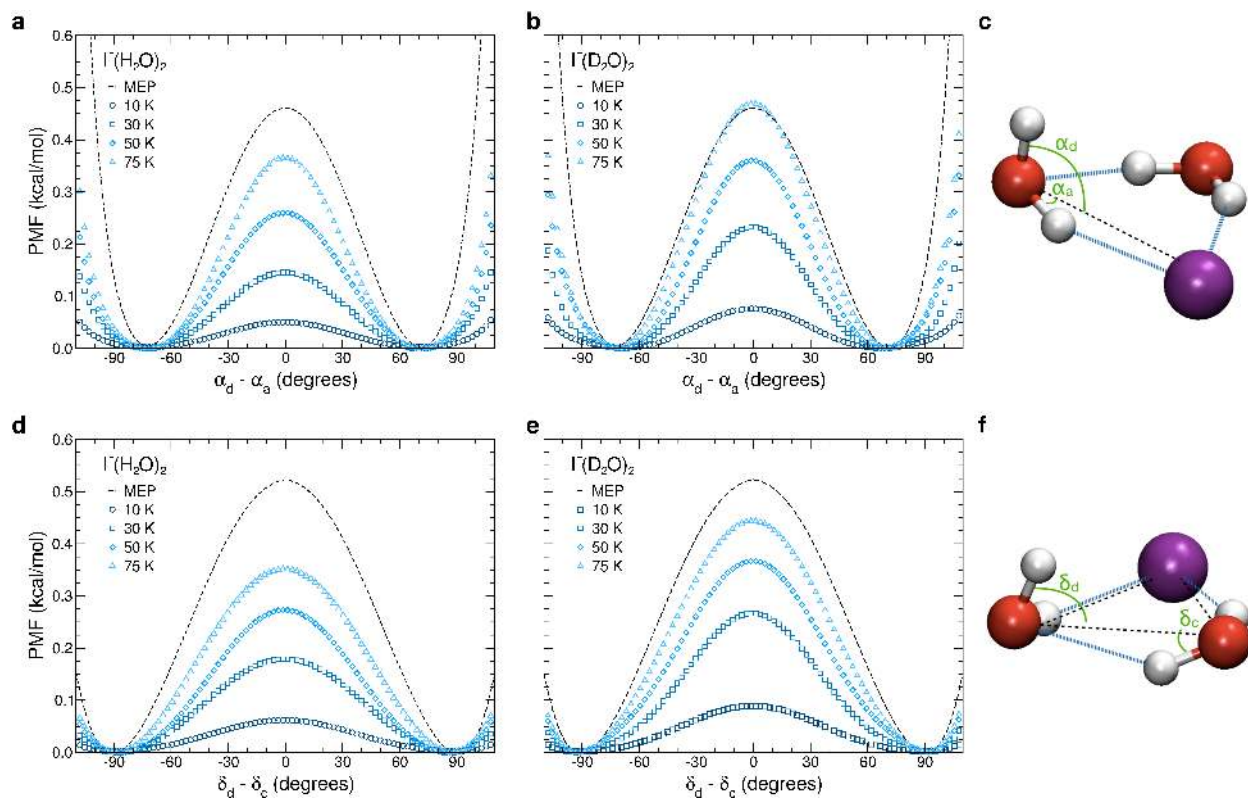 a
I⁻(H₂O)₂
MEP
10 K
30 K
50 K
75 K
PMF (kcal/mol)
0.6
0.5
0.4
0.3
0.2
0.1
0.0
-90 -60 -30 0 30 60 90
α_d - α_a (degrees)
b
I⁻(D₂O)₂
MEP
10 K
30 K
50 K
75 K
-90 -60 -30 0 30 60 90
α_d - α_a (degrees)
c
α_d
α_a
d
I⁻(H₂O)₂
MEP
10 K
30 K
50 K
75 K
PMF (kcal/mol)
0.6
0.5
0.4
0.3
0.2
0.1
0.0
-90 -60 -30 0 30 60 90
δ_d - δ_c (degrees)
e
I⁻(D₂O)₂
MEP
10 K
30 K
50 K
75 K
-90 -60 -30 0 30 60 90
δ_d - δ_c (degrees)
f
δ_d
δ_c